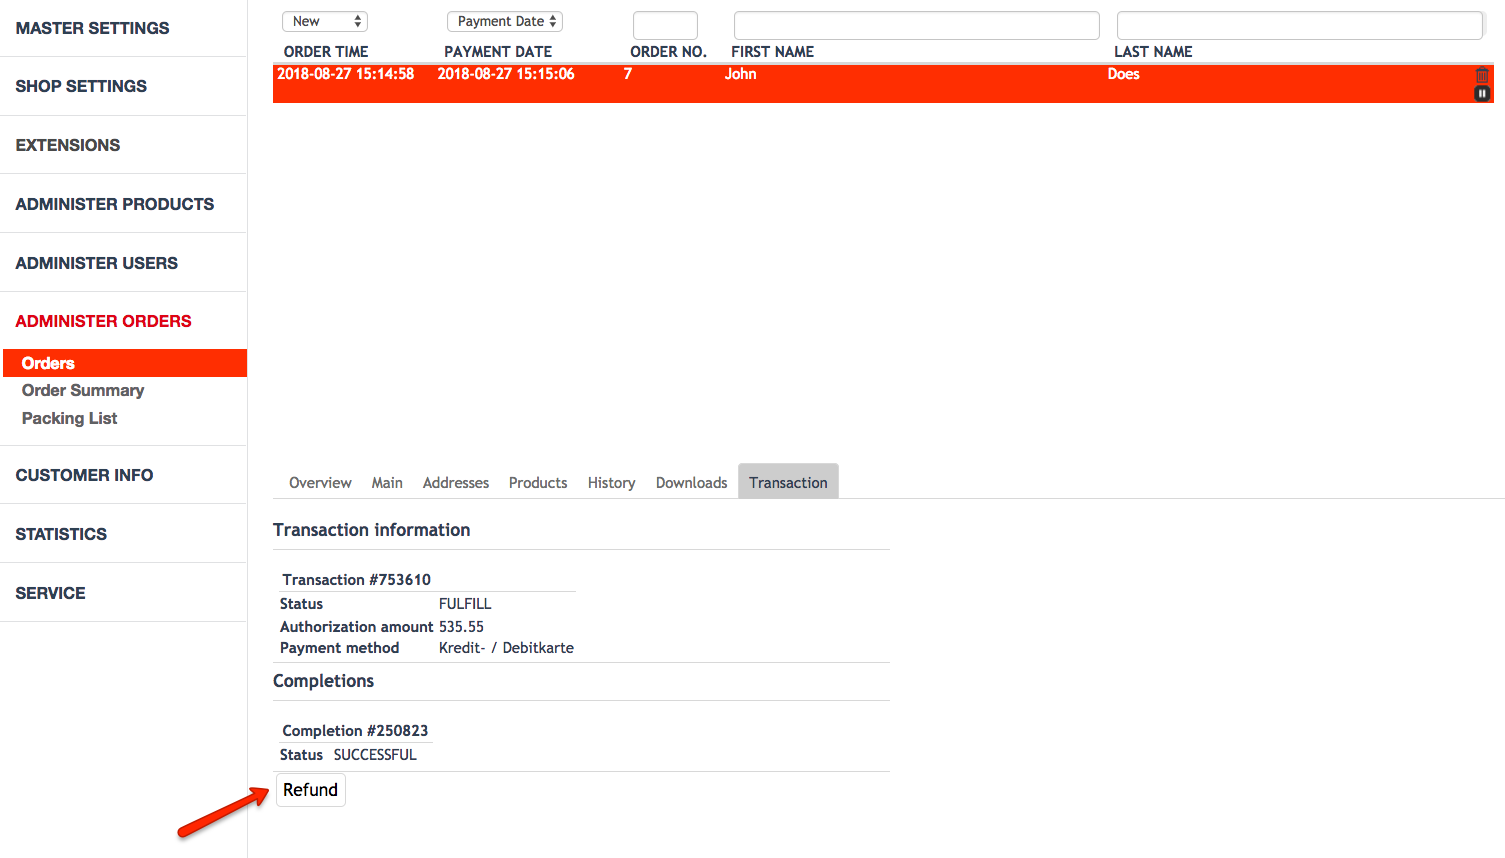 MASTER SETTINGS
SHOP SETTINGS
EXTENSIONS
ADMINISTER PRODUCTS
ADMINISTER USERS
ADMINISTER ORDERS
Orders
Order Summary
Packing List
CUSTOMER INFO
STATISTICS
SERVICE
New Payment Date
ORDER TIME PAYMENT DATE ORDER NO. FIRST NAME LAST NAME
2018-08-27 15:14:58 2018-08-27 15:15:06 7 John Does
Overview Main Addresses Products History Downloads Transaction
Transaction information
Transaction #753610
Status FULFILL
Authorization amount 535.55
Payment method Kredit- / Debitkarte
Completions
Completion #250823
Status SUCCESSFUL
Refund